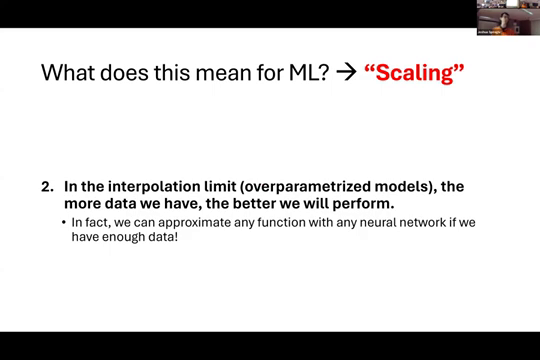 What does this mean for ML? → “Scaling”
2. In the interpolation limit (overparametrized models), the
more data we have, the better we will perform.
• In fact, we can approximate any function with any neural network if we
have enough data!